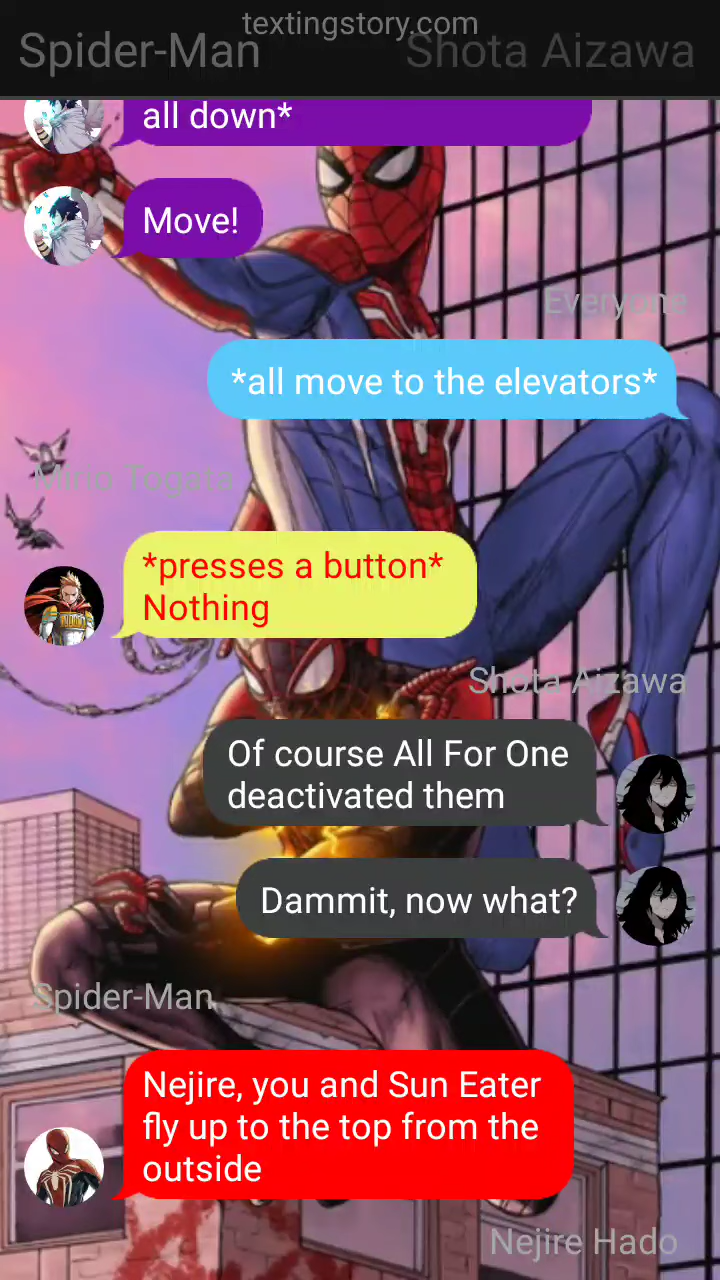 textingstory.com
Spider-Man
Shota Aizawa
all down*
Move!
Everyone
*all move to the elevators*
Mirio Togata
*presses a button*
Nothing
Shota Aizawa
Of course All For One
deactivated them
Dammit, now what?
Spider-Man
Nejire, you and Sun Eater
fly up to the top from the
outside
Nejire Hado